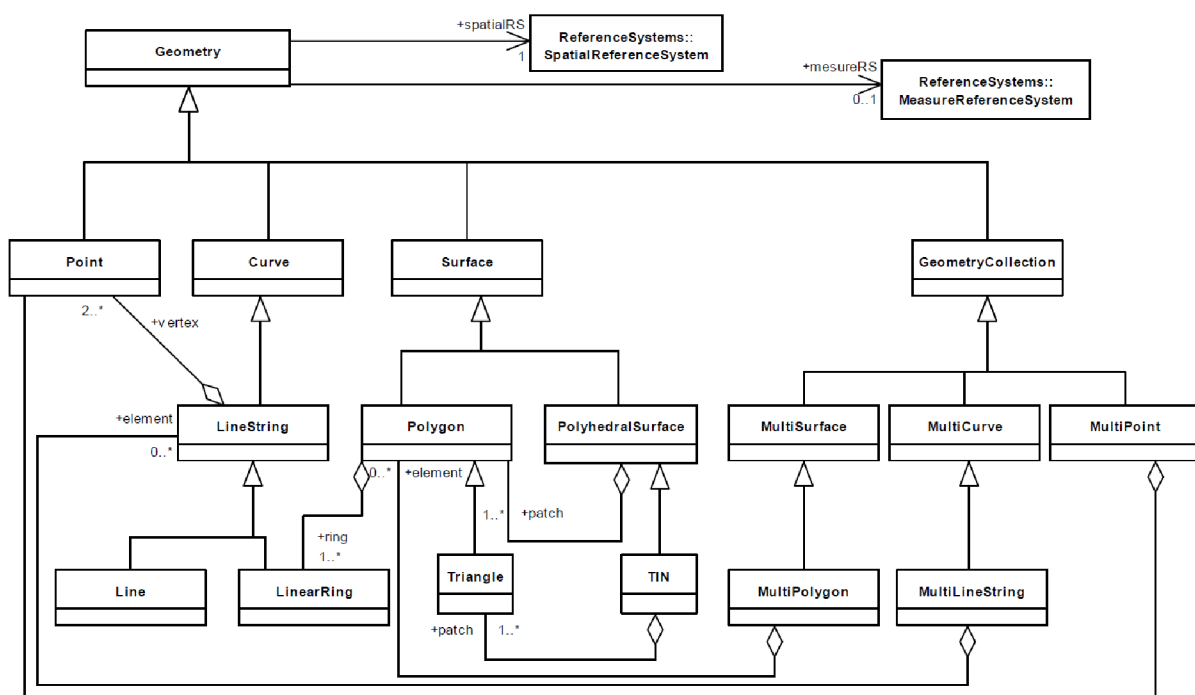 +spatialRS
1
ReferenceSystems::
SpatialReferenceSystem
Geometry
+mesureRS
0..1
ReferenceSystems::
MeasureReferenceSystem
Point
Curve
Surface
GeometryCollection
2..*
+vertex
+element
0..*
LineString
Polygon
PolyhedralSurface
MultiSurface
MultiCurve
MultiPoint
0..*
+element
1..*
+patch
+ring
1..*
Line
LinearRing
Triangle
TIN
MultiPolygon
MultiLineString
+patch
1..*